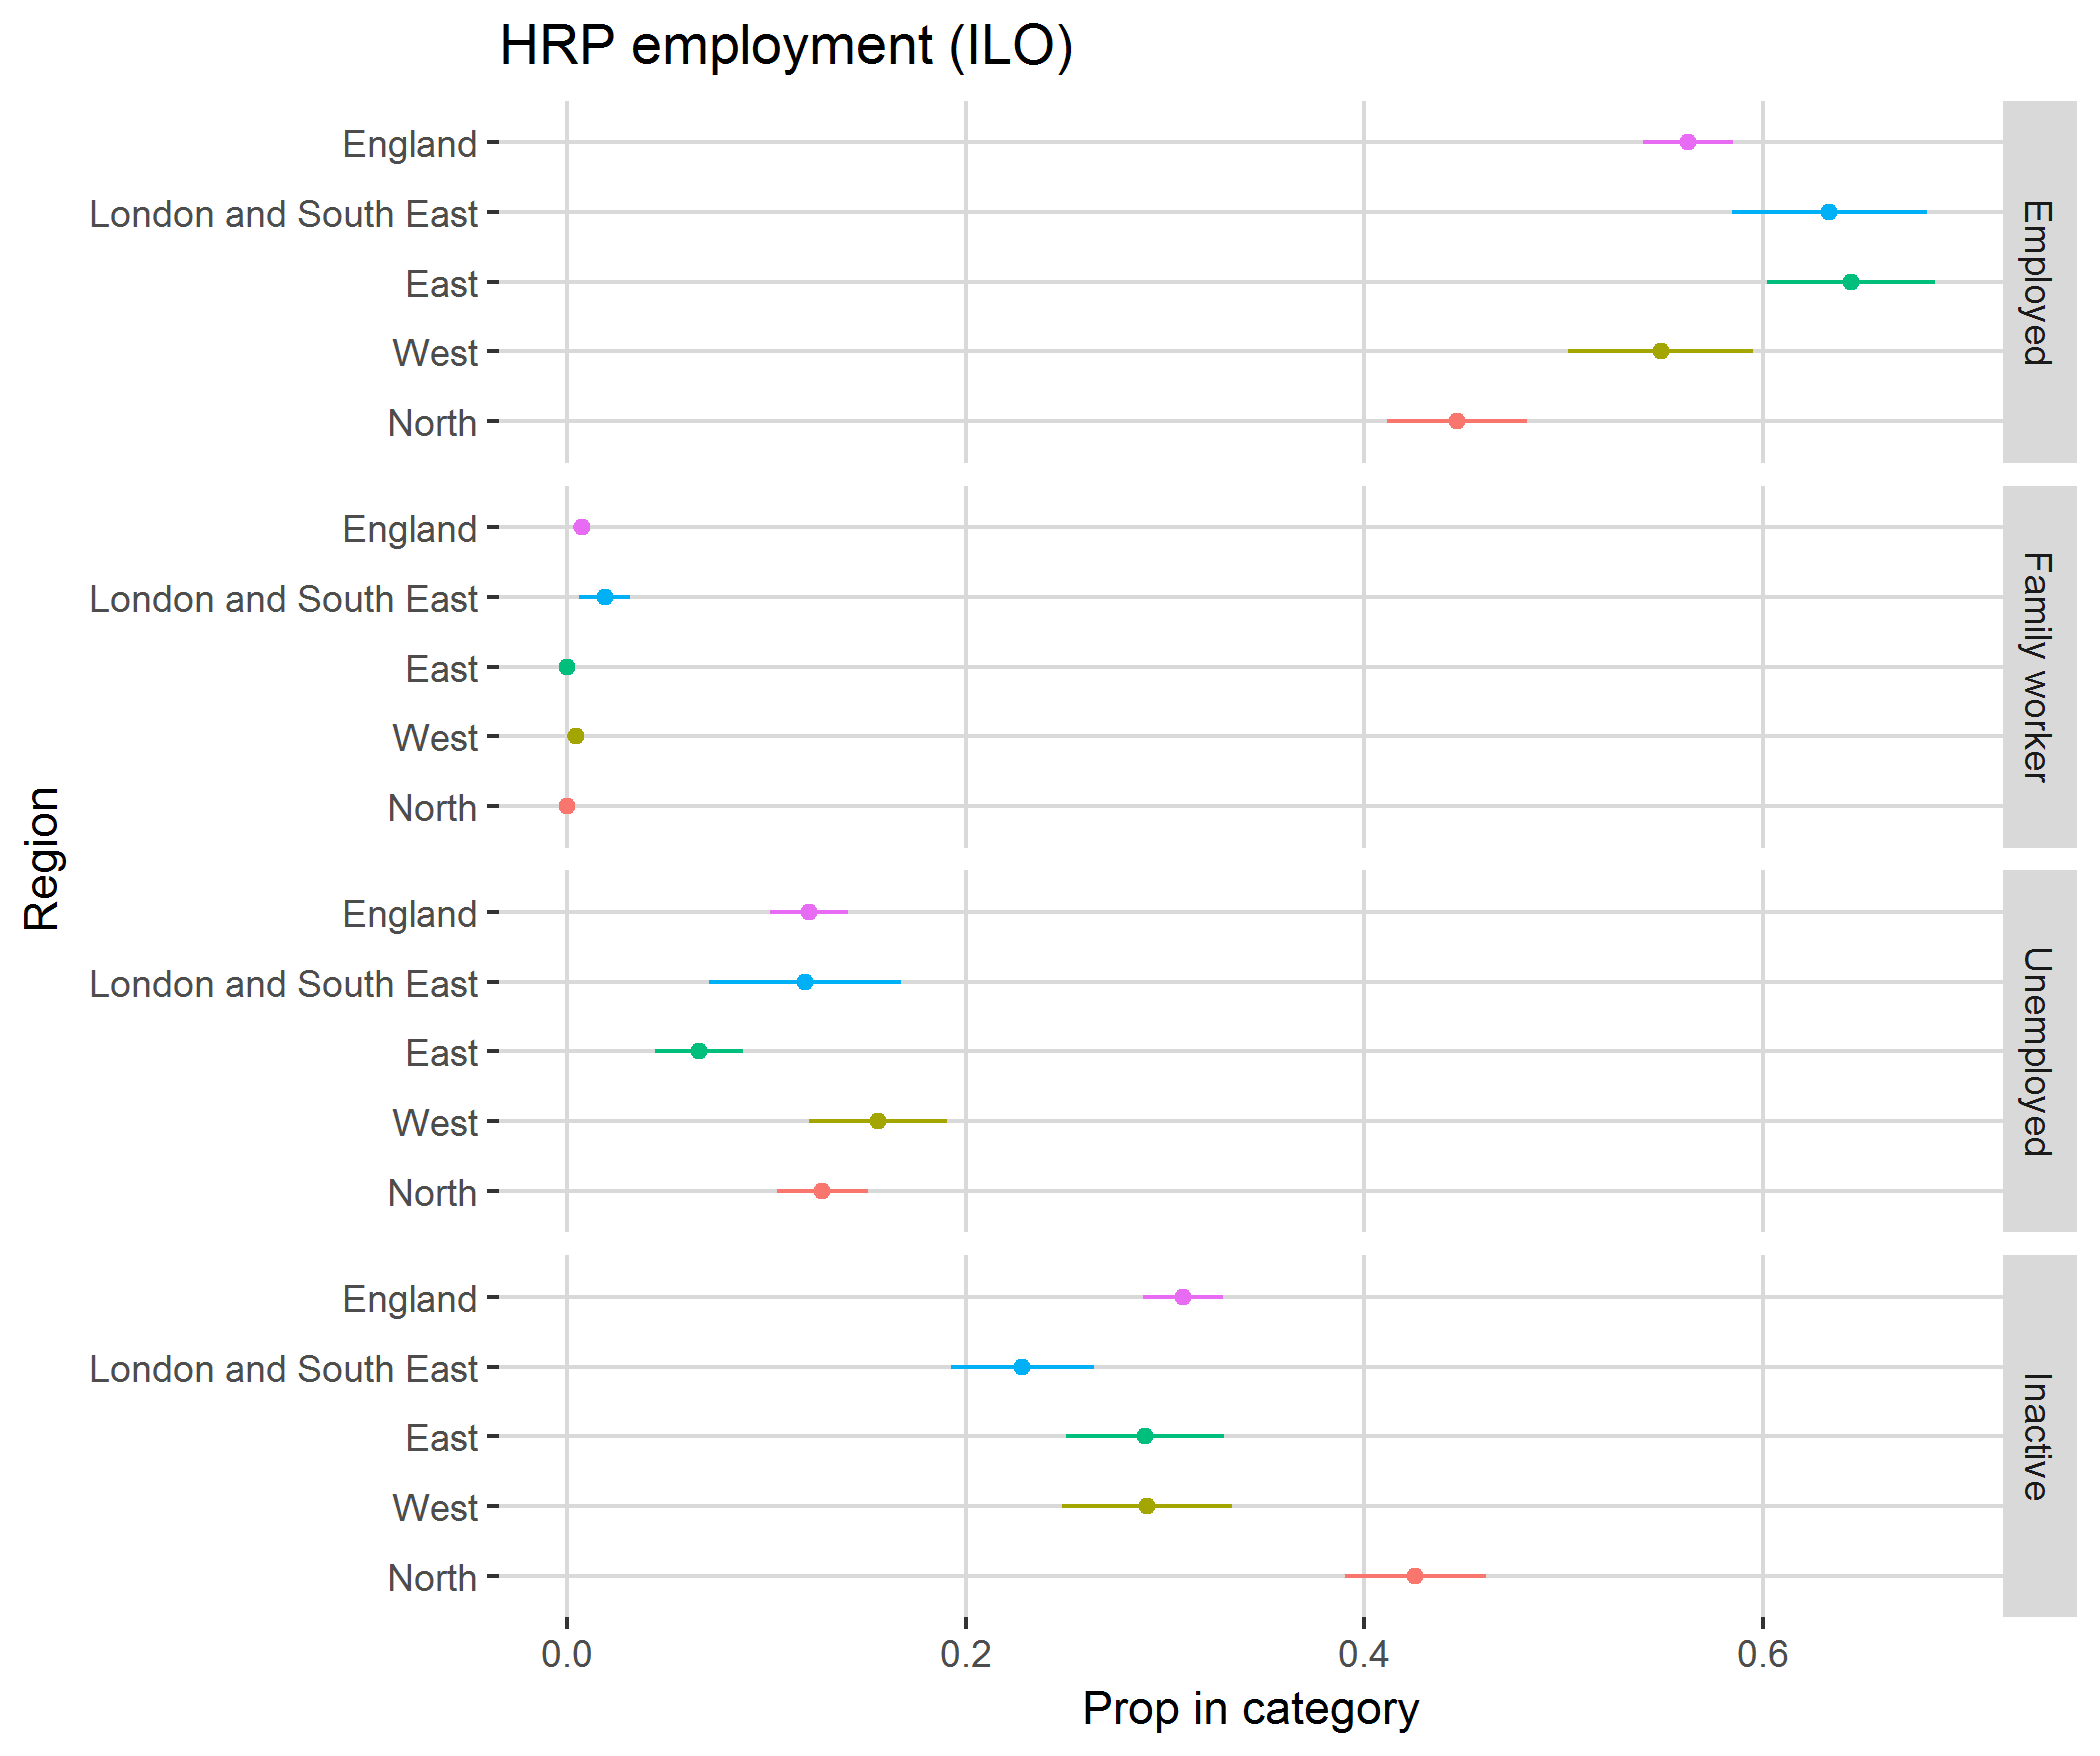 HRP employment (ILO)
Region
England
London and South East
East
West
North
Employed
England
London and South East
East
West
North
Family worker
England
London and South East
East
West
North
Unemployed
England
London and South East
East
West
North
Inactive
0.0 0.2 0.4 0.6
Prop in category